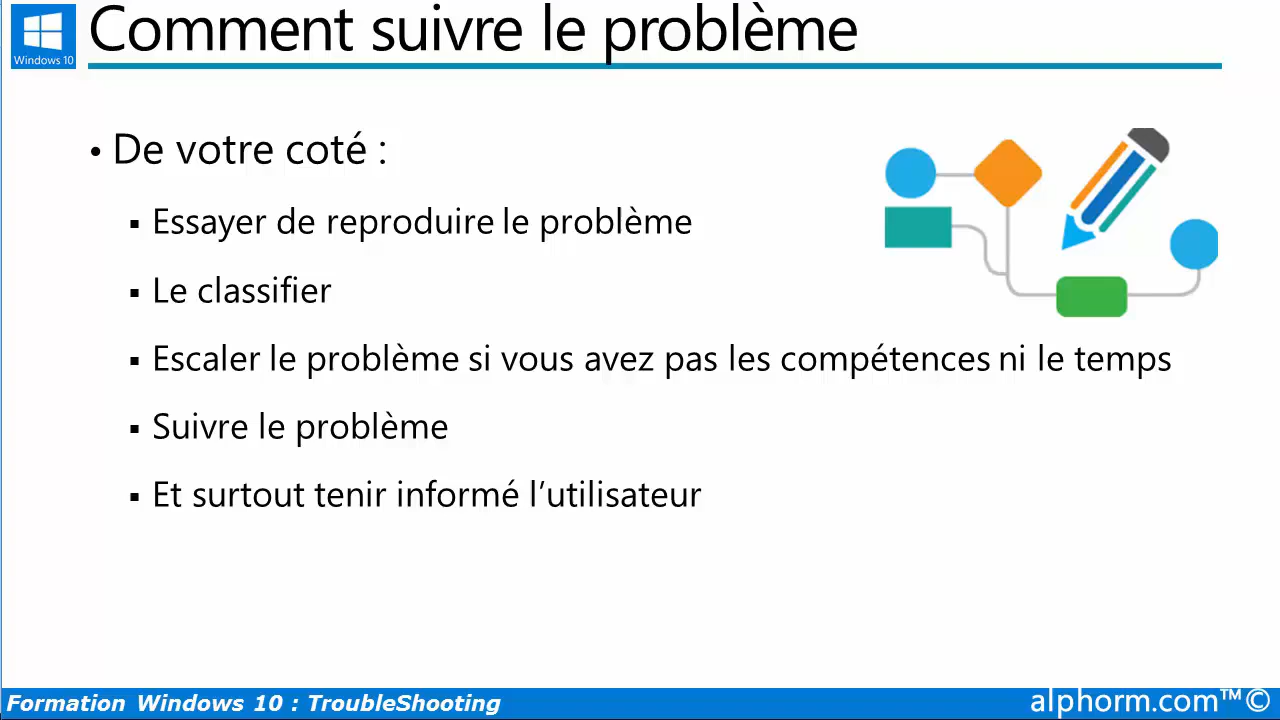 Comment suivre le problème
Windows 10
• De votre coté :
▪ Essayer de reproduire le problème
▪ Le classifier
▪ Escaler le problème si vous avez pas les compétences ni le temps
▪ Suivre le problème
▪ Et surtout tenir informé l’utilisateur
Formation Windows 10 : TroubleShooting
alphorm.com™©